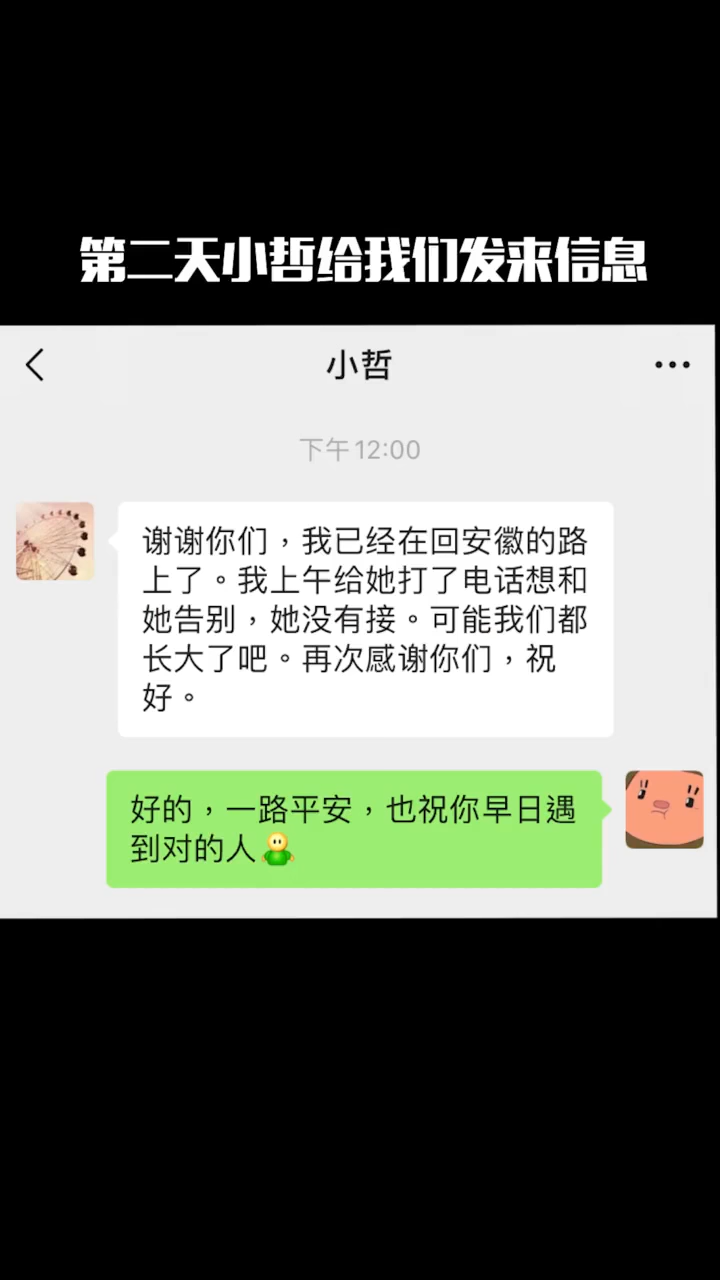 第二天小哲给我们发来信息
小哲
下午12:00
谢谢你们，我已经在回安徽的路
上了。我上午给她打了电话想和
她告别，她没有接。可能我们都
长大了吧。再次感谢你们，祝
好。
好的，一路平安，也祝你早日遇
到对的人